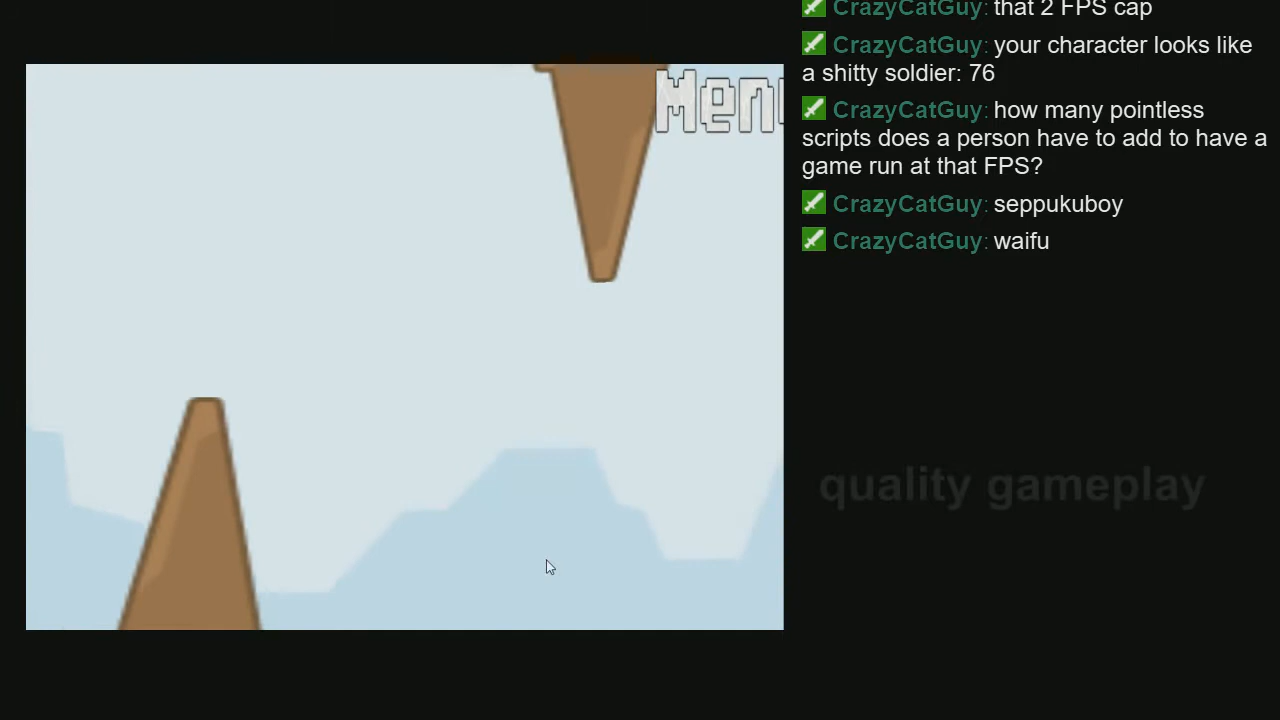 CrazyCatGuy: that 2 FPS cap
CrazyCatGuy: your character looks like
a shitty soldier: 76
CrazyCatGuy: how many pointless
scripts does a person have to add to have a
game run at that FPS?
CrazyCatGuy: seppukuboy
CrazyCatGuy: waifu
Men
quality gameplay